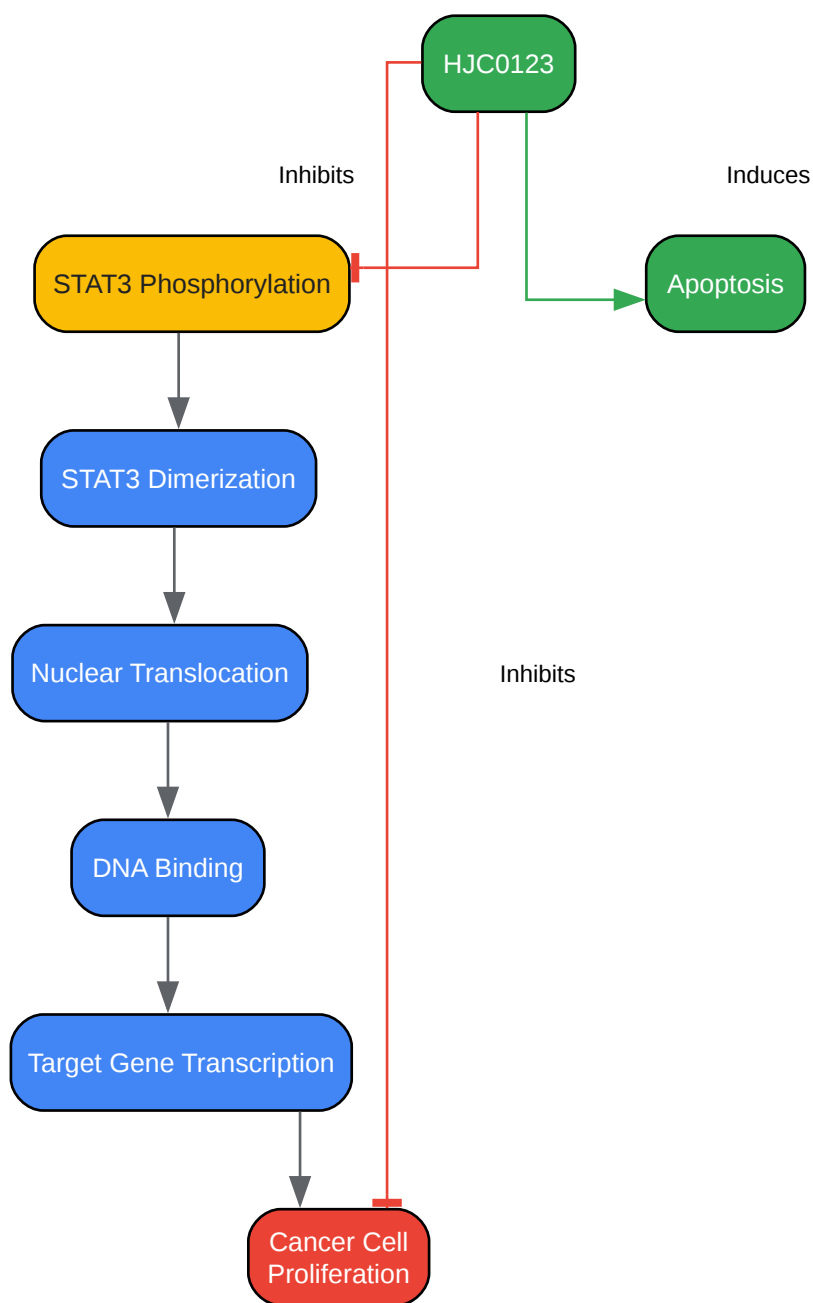 HJC0123
Inhibits
Induces
STAT3 Phosphorylation
Apoptosis
STAT3 Dimerization
Nuclear Translocation
Inhibits
DNA Binding
Target Gene Transcription
Cancer Cell
Proliferation